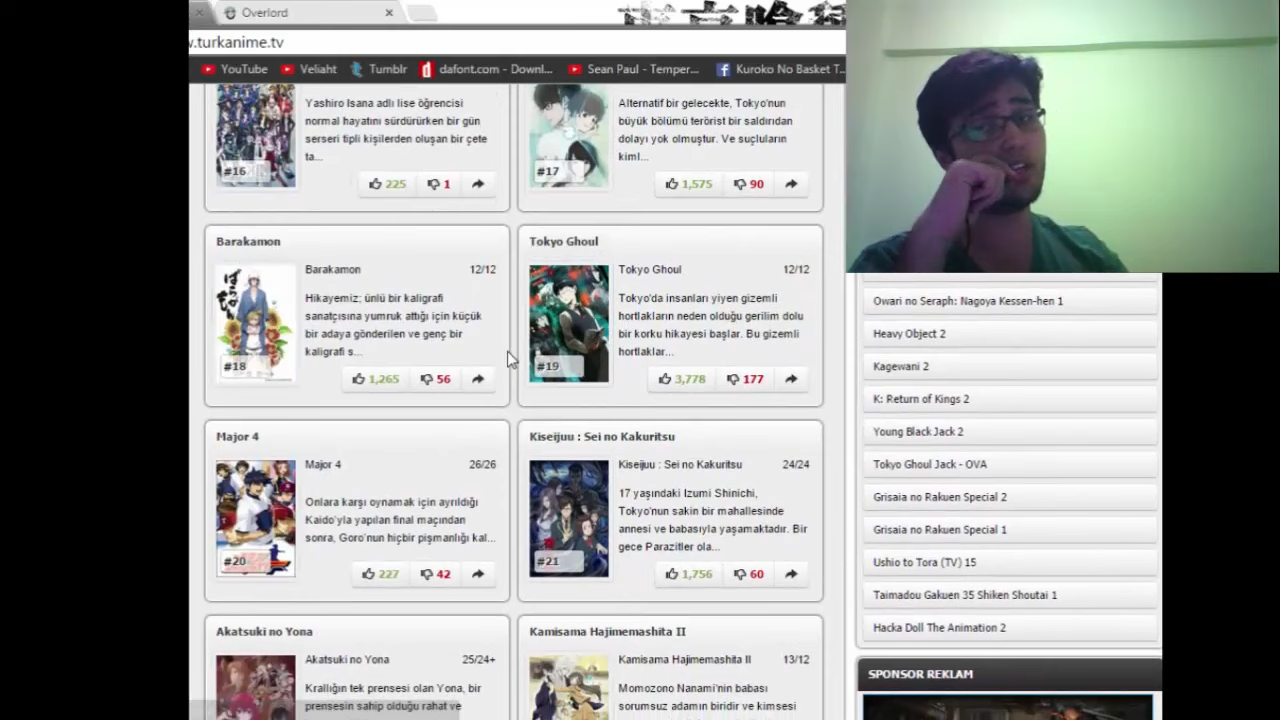 Overlord
w.turkanime.tv
YouTube
Veliaht
Tumblr
dafont.com - Downl...
Sean Paul - Temper...
Kuroko No Basket T...
Yashiro Isana adlı lise öğrencisi
normal hayatını sürdürürken bir gün
serseri tipli kişilerden oluşan bir çete
ta...
#16
225
1
Alternatif bir gelecekte, Tokyo'nun
büyük bölümü terörist bir saldırıdan
dolayı yok olmuştur. Ve suçluların
kiml...
#17
1,575
90
Barakamon
Barakamon 12/12
Hikayemiz; ünlü bir kaligrafi
sanatçısına yumruk attığı için küçük
bir adaya gönderilen ve genç bir
kaligrafi s...
#18
1,265
56
Tokyo Ghoul
Tokyo Ghoul 12/12
Tokyo'da insanları yiyen gizemli
hortlakların neden olduğu gerilim dolu
bir korku hikayesi başlar. Bu gizemli
hortlaklar...
#19
3,778
177
Major 4
Major 4 26/26
Onlara karşı oynamak için ayrıldığı
Kaido'yla yapılan final maçından
sonra, Goro'nun hiçbir pişmanlığı kal...
#20
227
42
Kiseijuu : Sei no Kakuritsu
Kiseijuu : Sei no Kakuritsu 24/24
17 yaşındaki Izumi Shinichi,
Tokyo'nun sakin bir mahallesinde
annesi ve babasıyla yaşamaktadır. Bir
gece Parazitler ola...
#21
1,756
60
Akatsuki no Yona
Akatsuki no Yona 25/24+
Krallığın tek prensesi olan Yona, bir
prensesin sahip olduğu rahat ve
Kamisama Hajimemashita II
Kamisama Hajimemashita II 13/12
Momozono Nanami'nin babası
sorumsuz adamın biridir ve kimsesi
Owari no Seraph: Nagoya Kessen-hen 1
Heavy Object 2
Kagewani 2
K: Return of Kings 2
Young Black Jack 2
Tokyo Ghoul Jack - OVA
Grisaia no Rakuen Special 2
Grisaia no Rakuen Special 1
Ushio to Tora (TV) 15
Taimadou Gakuen 35 Shiken Shoutai 1
Hacka Doll The Animation 2
SPONSOR REKLAM